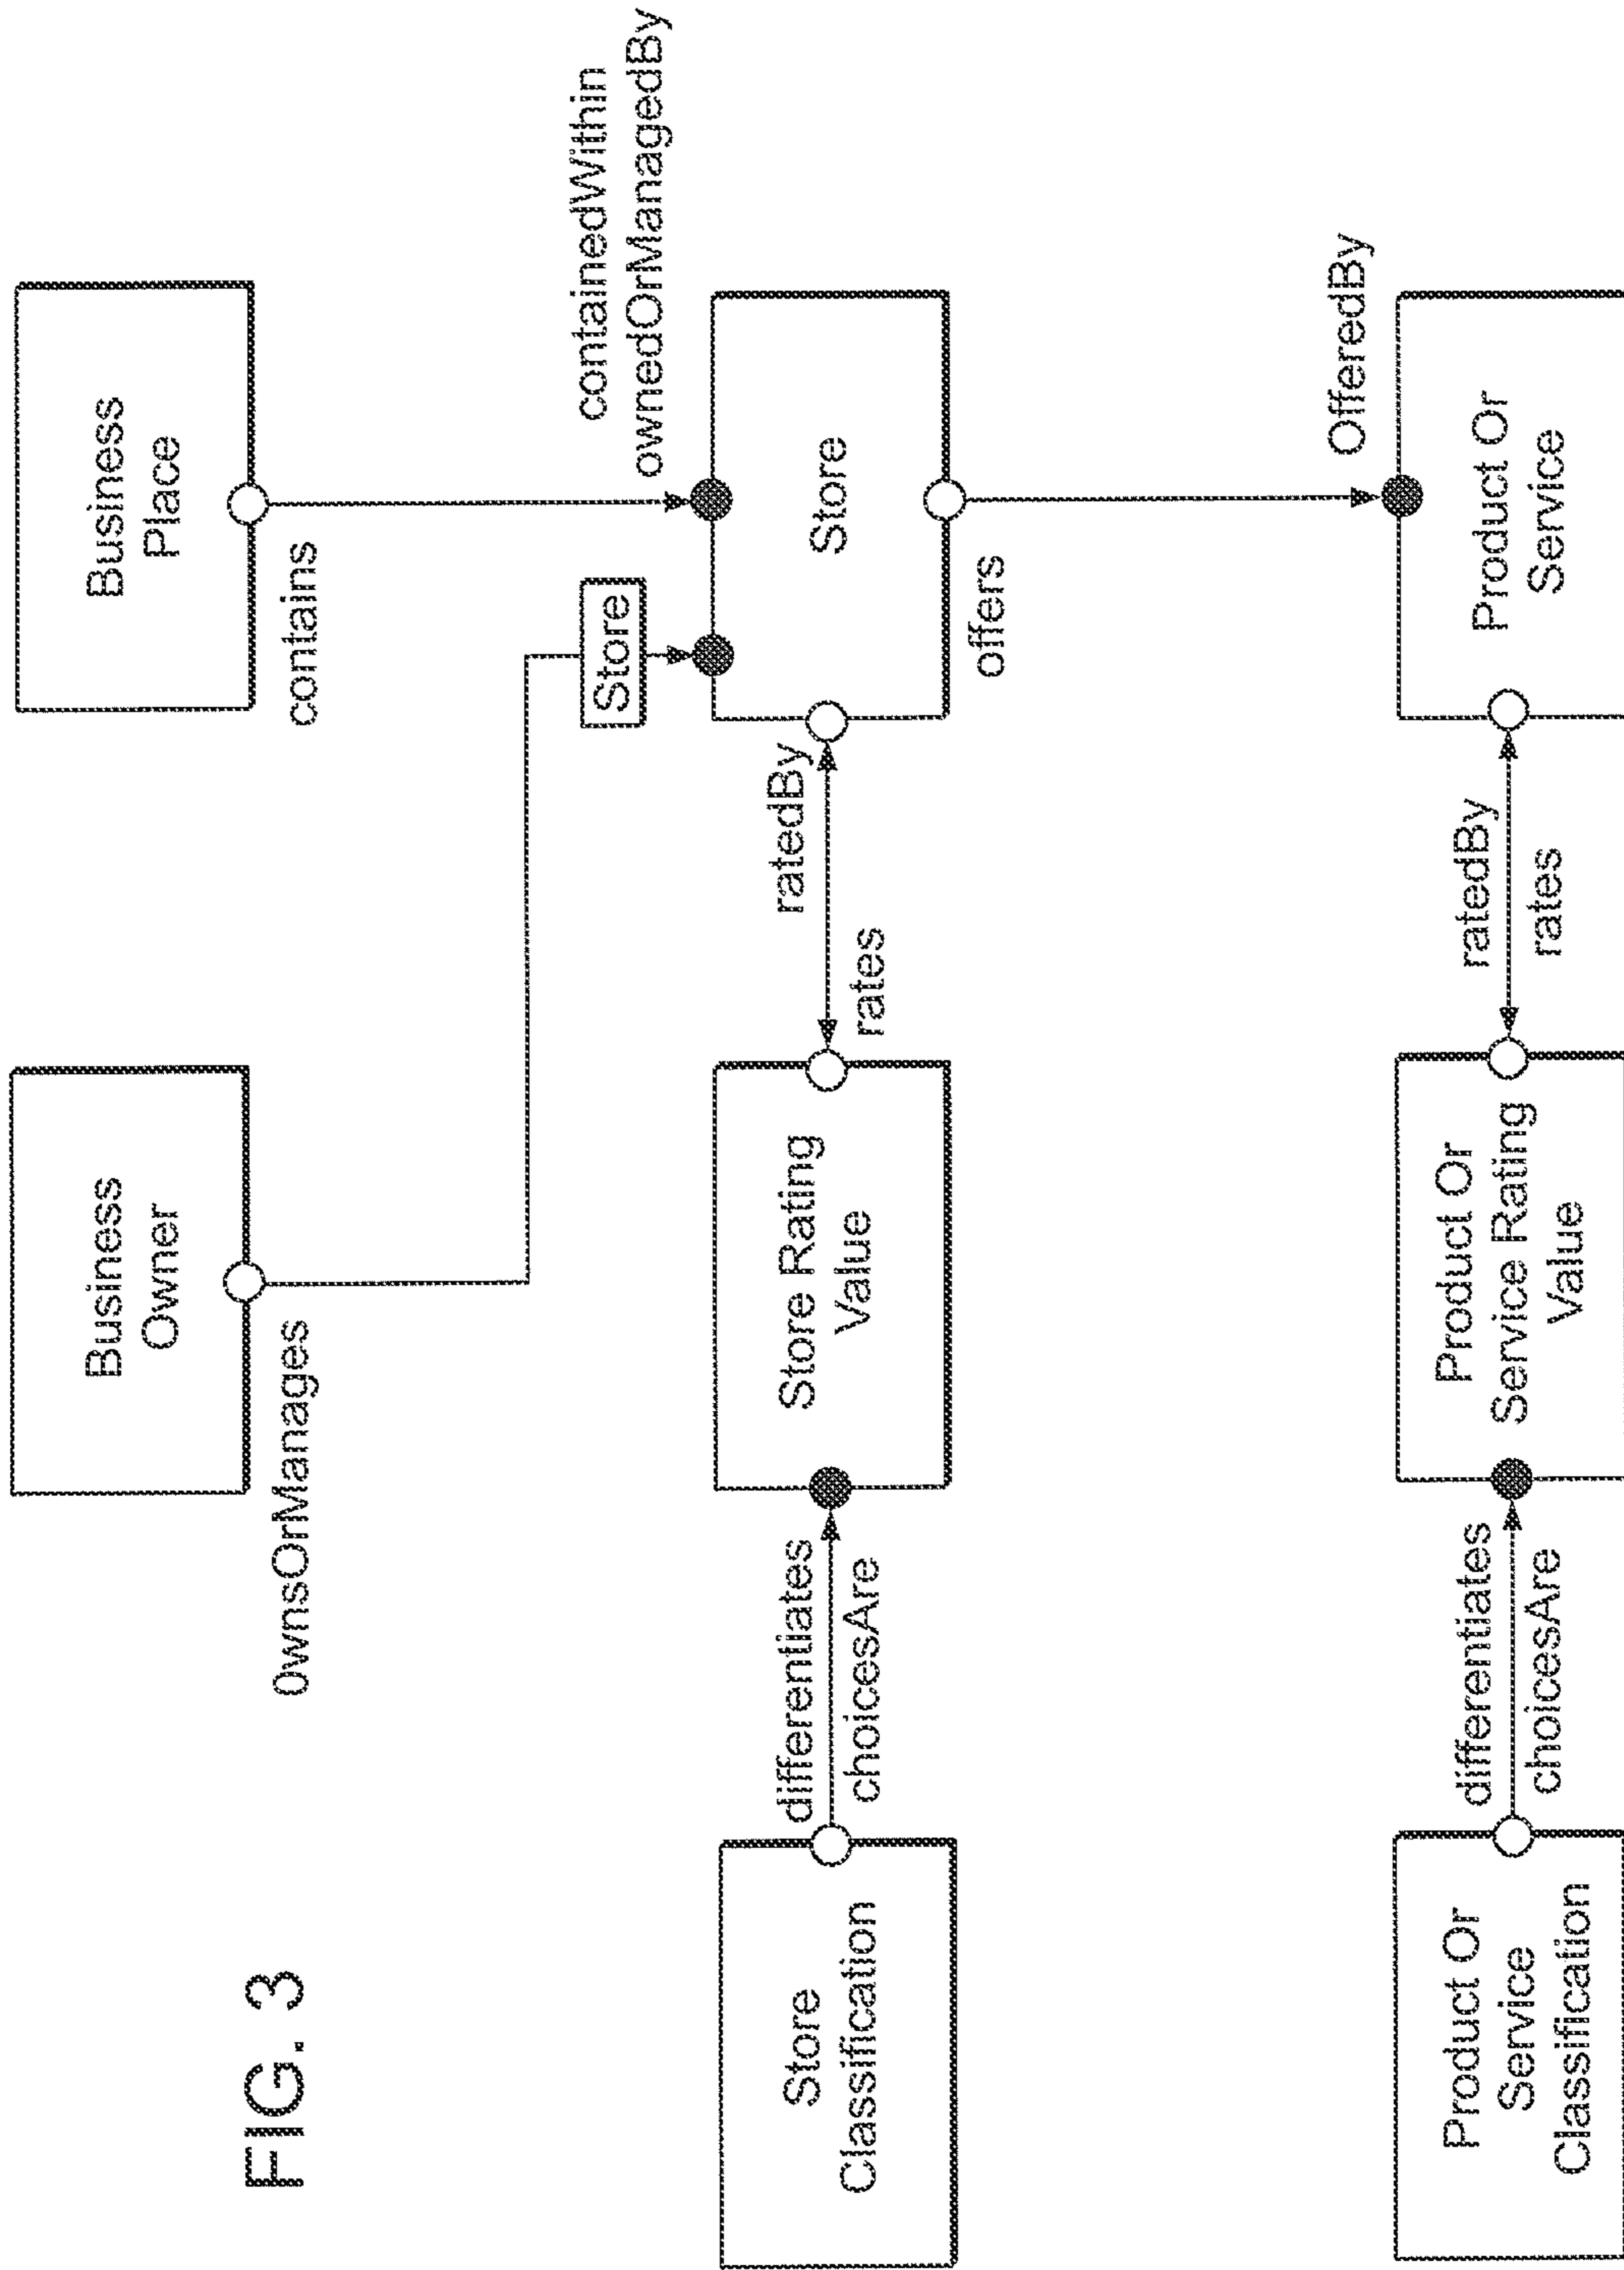 FIG. 3
Business
Owner
0wnsOrManages
Business
Place
contains
Store
containedWithin
ownedOrManagedBy
Store
Classification
differentiates
choicesAre
Store Rating
Value
ratedBy
rates
Store
offers
OfferedBy
Product Or
Service
Classification
differentiates
choicesAre
Product Or
Service Rating
Value
ratedBy
rates
Product Or
Service